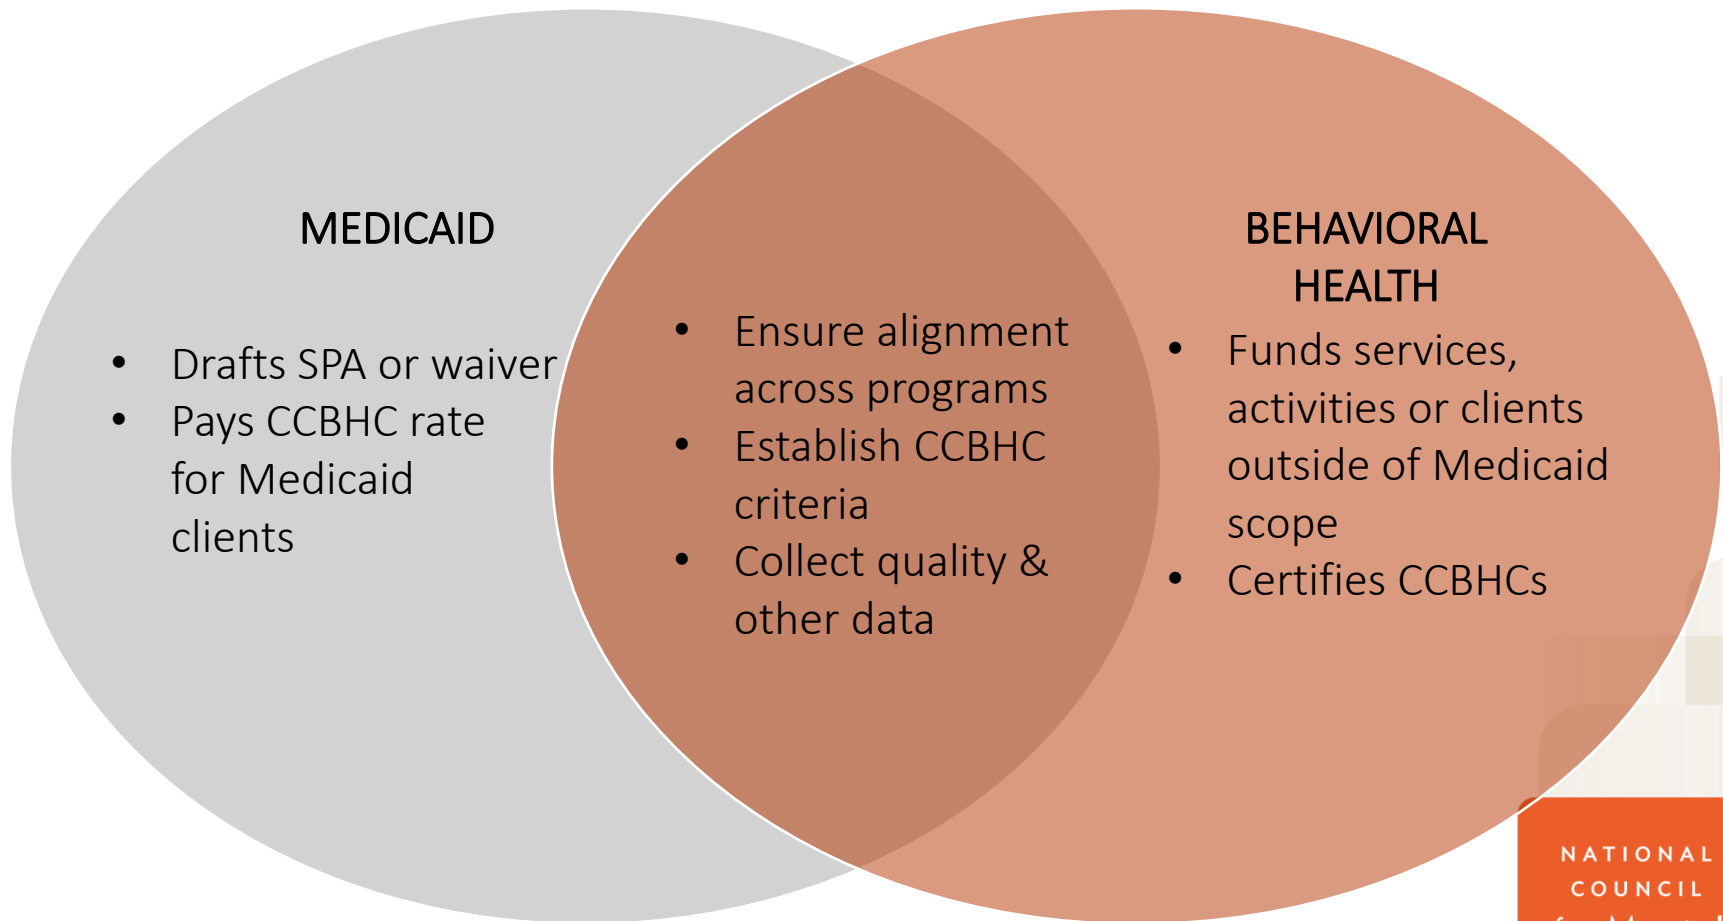 MEDICAID
• Drafts SPA or waiver
• Pays CCBHC rate
for Medicaid
clients
• Ensure alignment
across programs
• Establish CCBHC
criteria
• Collect quality &
other data
BEHAVIORAL
HEALTH
• Funds services,
activities or clients
outside of Medicaid
scope
• Certifies CCBHCs
NATIONAL
COUNCIL